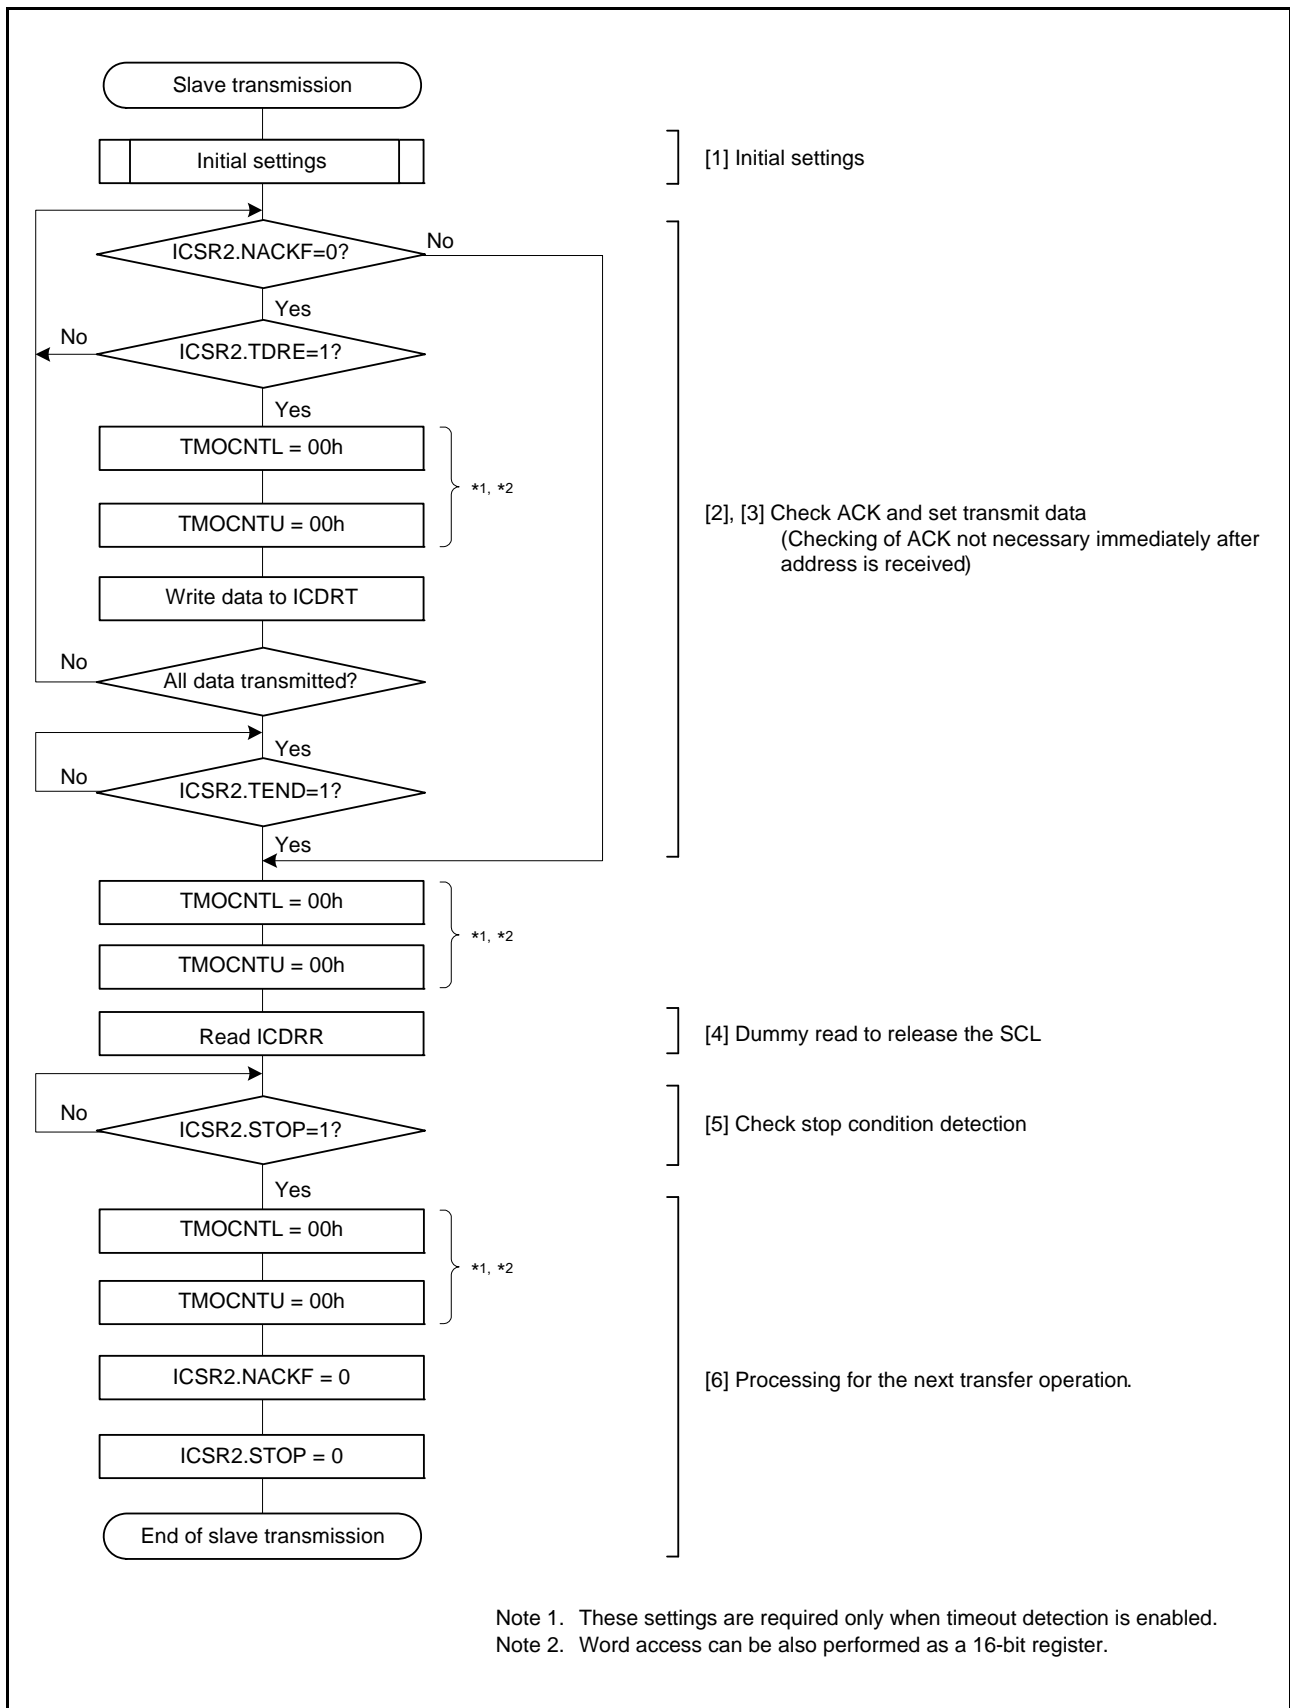 Slave transmission
Initial settings
[1] Initial settings
ICSR2.NACKF=0?
No
Yes
No
ICSR2.TDRE=1?
Yes
TMOCNTL = 00h
*1, *2
TMOCNTU = 00h
[2], [3] Check ACK and set transmit data
(Checking of ACK not necessary immediately after
address is received)
Write data to ICDRT
No
All data transmitted?
Yes
No
ICSR2.TEND=1?
Yes
TMOCNTL = 00h
*1, *2
TMOCNTU = 00h
Read ICDRR
[4] Dummy read to release the SCL
No
ICSR2.STOP=1?
[5] Check stop condition detection
Yes
TMOCNTL = 00h
*1, *2
TMOCNTU = 00h
ICSR2.NACKF = 0
[6] Processing for the next transfer operation.
ICSR2.STOP = 0
End of slave transmission
Note 1. These settings are required only when timeout detection is enabled.
Note 2. Word access can be also performed as a 16-bit register.